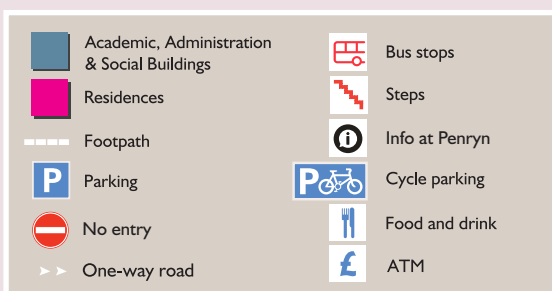 Academic, Administration
& Social Buildings
Residences
Footpath
P
Parking
No entry
One-way road
Bus stops
Steps
i
Info at Penryn
P
Cycle parking
Food and drink
£
ATM